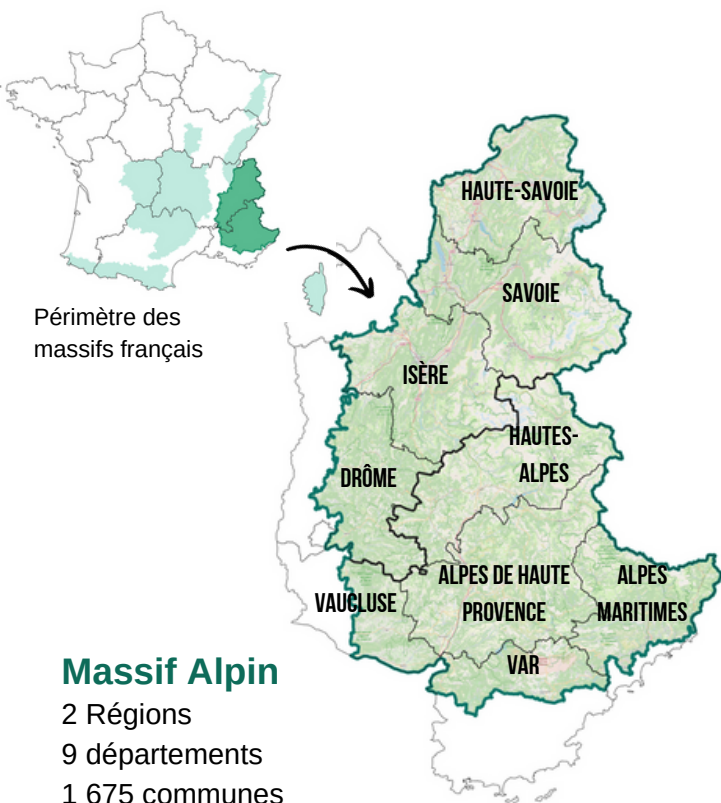 Périmètre des
massifs français
HAUTE-SAVOIE
SAVOIE
ISÈRE
HAUTES-
ALPES
DRÔME
VAUCLUSE
ALPES DE HAUTE
PROVENCE
ALPES
MARITIMES
VAR
Massif Alpin
2 Régions
9 départements
1 675 communes